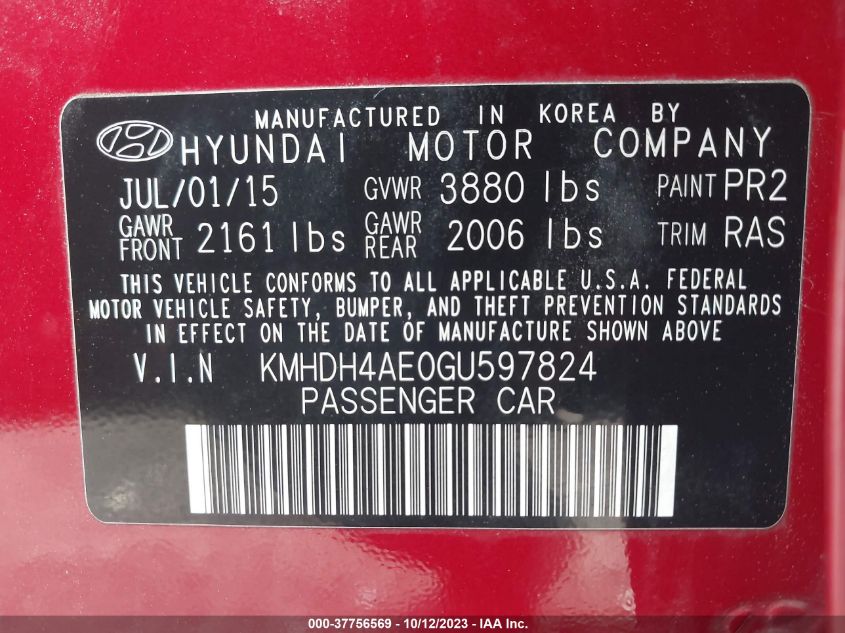 MANUFACTURED IN KOREA BY
HYUNDAI MOTOR COMPANY
JUL/01/15 GVWR 3880 lbs PAINT PR2
GAWR FRONT 2161 lbs GAWR REAR 2006 lbs TRIM RAS
THIS VEHICLE CONFORMS TO ALL APPLICABLE U.S.A. FEDERAL
MOTOR VEHICLE SAFETY, BUMPER, AND THEFT PREVENTION STANDARDS
IN EFFECT ON THE DATE OF MANUFACTURE SHOWN ABOVE
V.I.N KMHDH4AE0GU597824
PASSENGER CAR
000-37756569 - 10/12/2023 - IAA Inc.